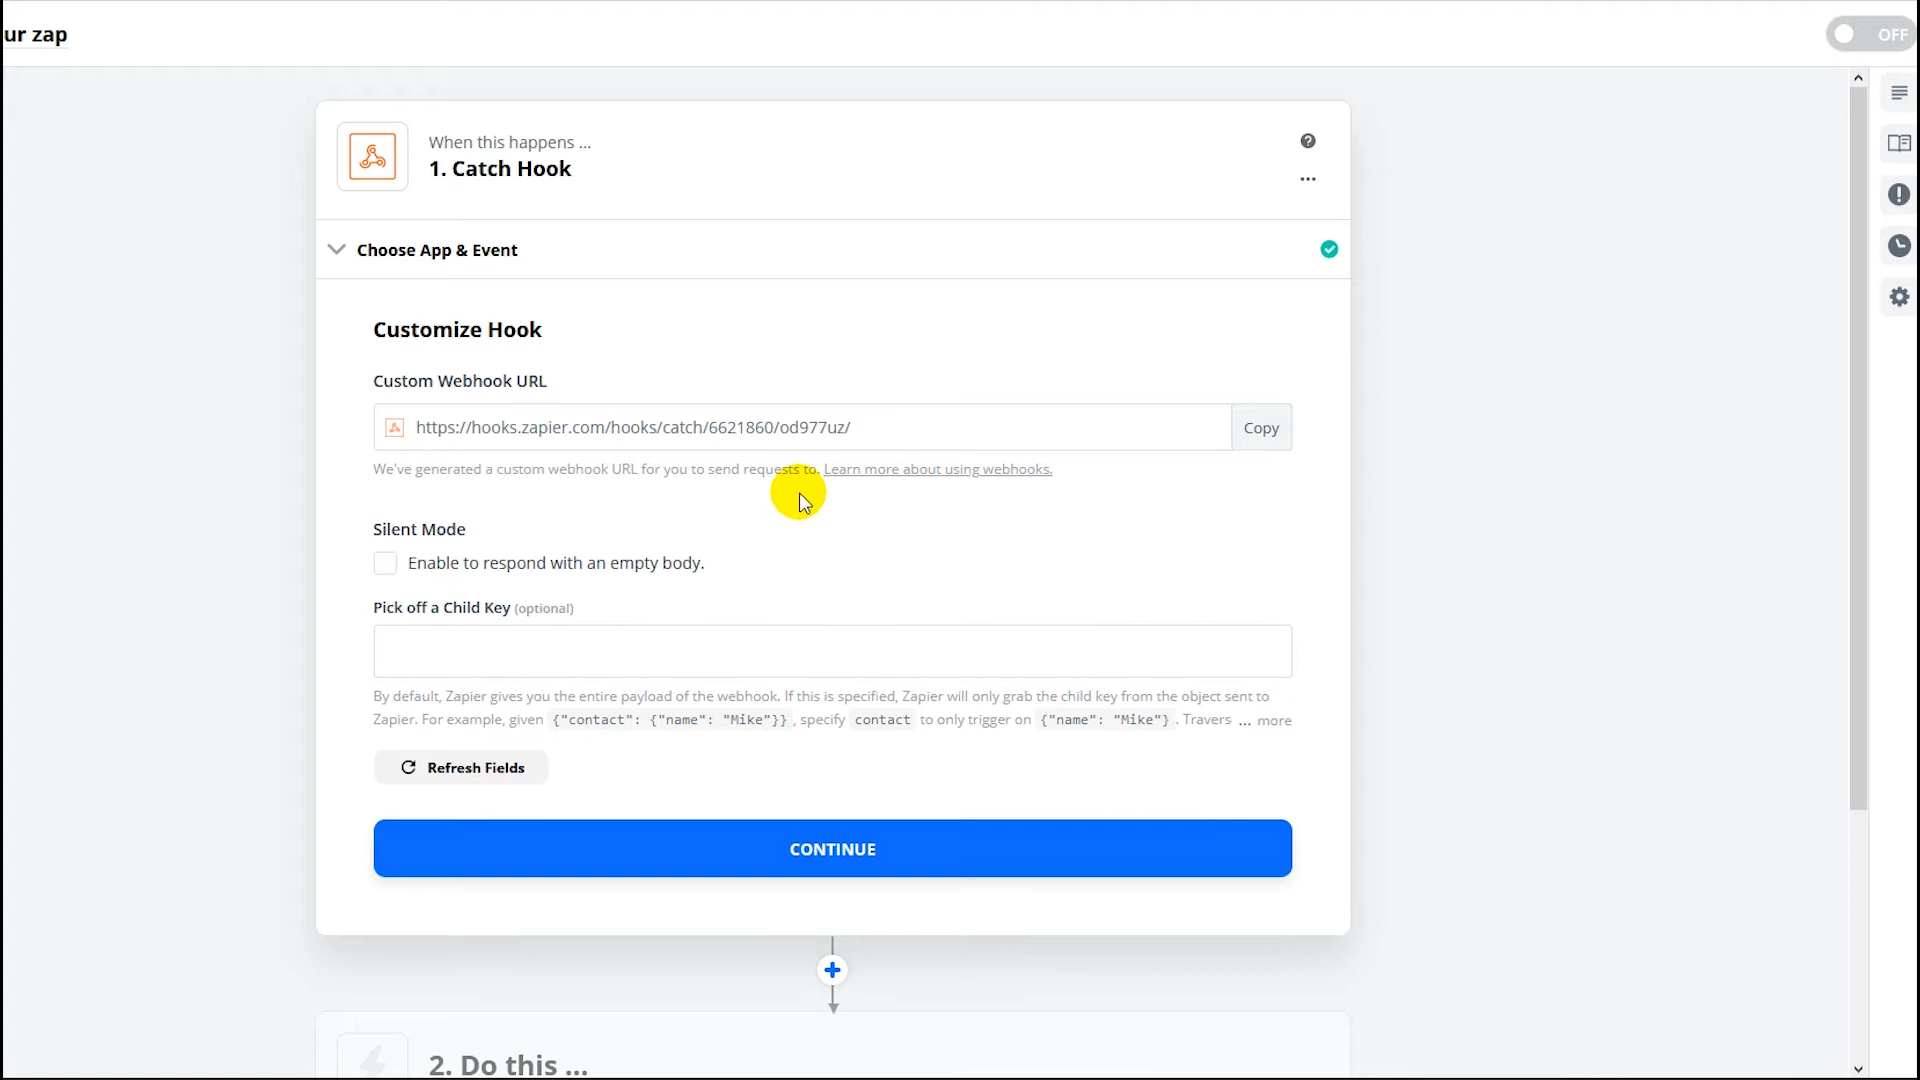 ur zap
OFF
When this happens ...
1. Catch Hook
Choose App & Event
Customize Hook
Custom Webhook URL
https://hooks.zapier.com/hooks/catch/6621860/od977uz/
Copy
We've generated a custom webhook URL for you to send requests to. Learn more about using webhooks.
Silent Mode
Enable to respond with an empty body.
Pick off a Child Key (optional)
By default, Zapier gives you the entire payload of the webhook. If this is specified, Zapier will only grab the child key from the object sent to
Zapier. For example, given {"contact": {"name": "Mike"}}, specify contact to only trigger on {"name": "Mike"}. Travers ... more
Refresh Fields
CONTINUE
2. Do this ...